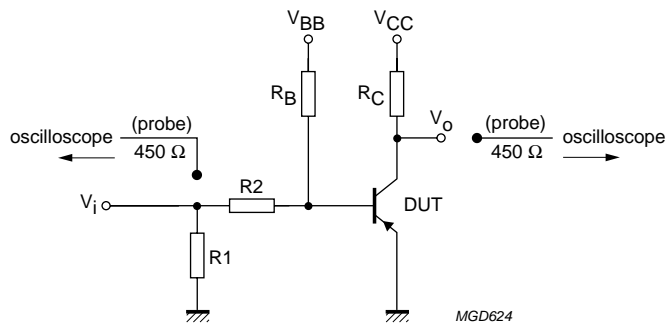 VBB
VCC
RB
RC
Vo
(probe)
oscilloscope
450 Ω
(probe)
oscilloscope
450 Ω
R2
Vi
DUT
R1
MGD624